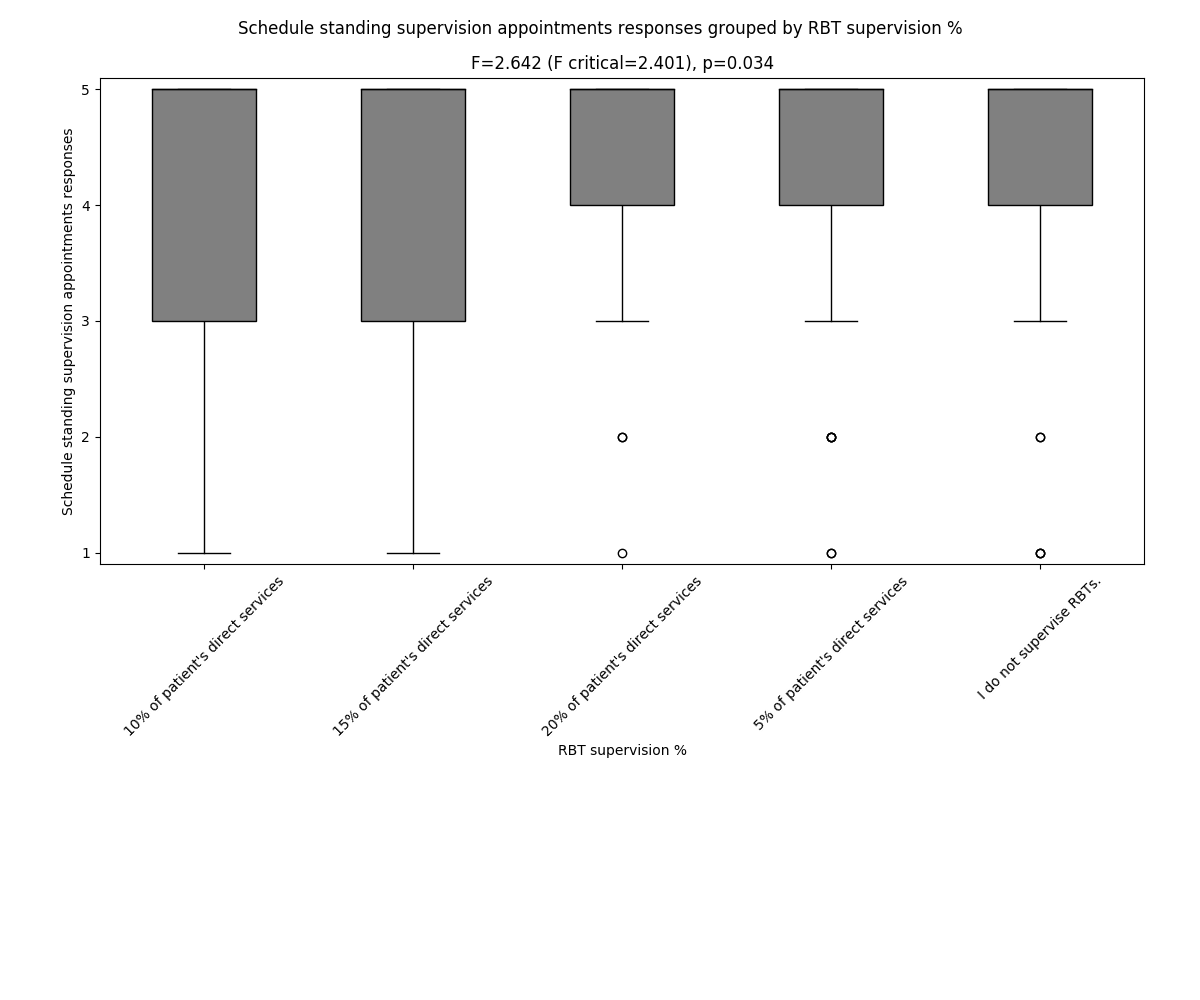 Schedule standing supervision appointments responses grouped by RBT supervision %
F=2.642 (F critical=2.401), p=0.034
Schedule standing supervision appointments responses
5
4
3
2
1
10% of patient's direct services
15% of patient's direct services
20% of patient's direct services
5% of patient's direct services
I do not supervise RBTs.
RBT supervision %